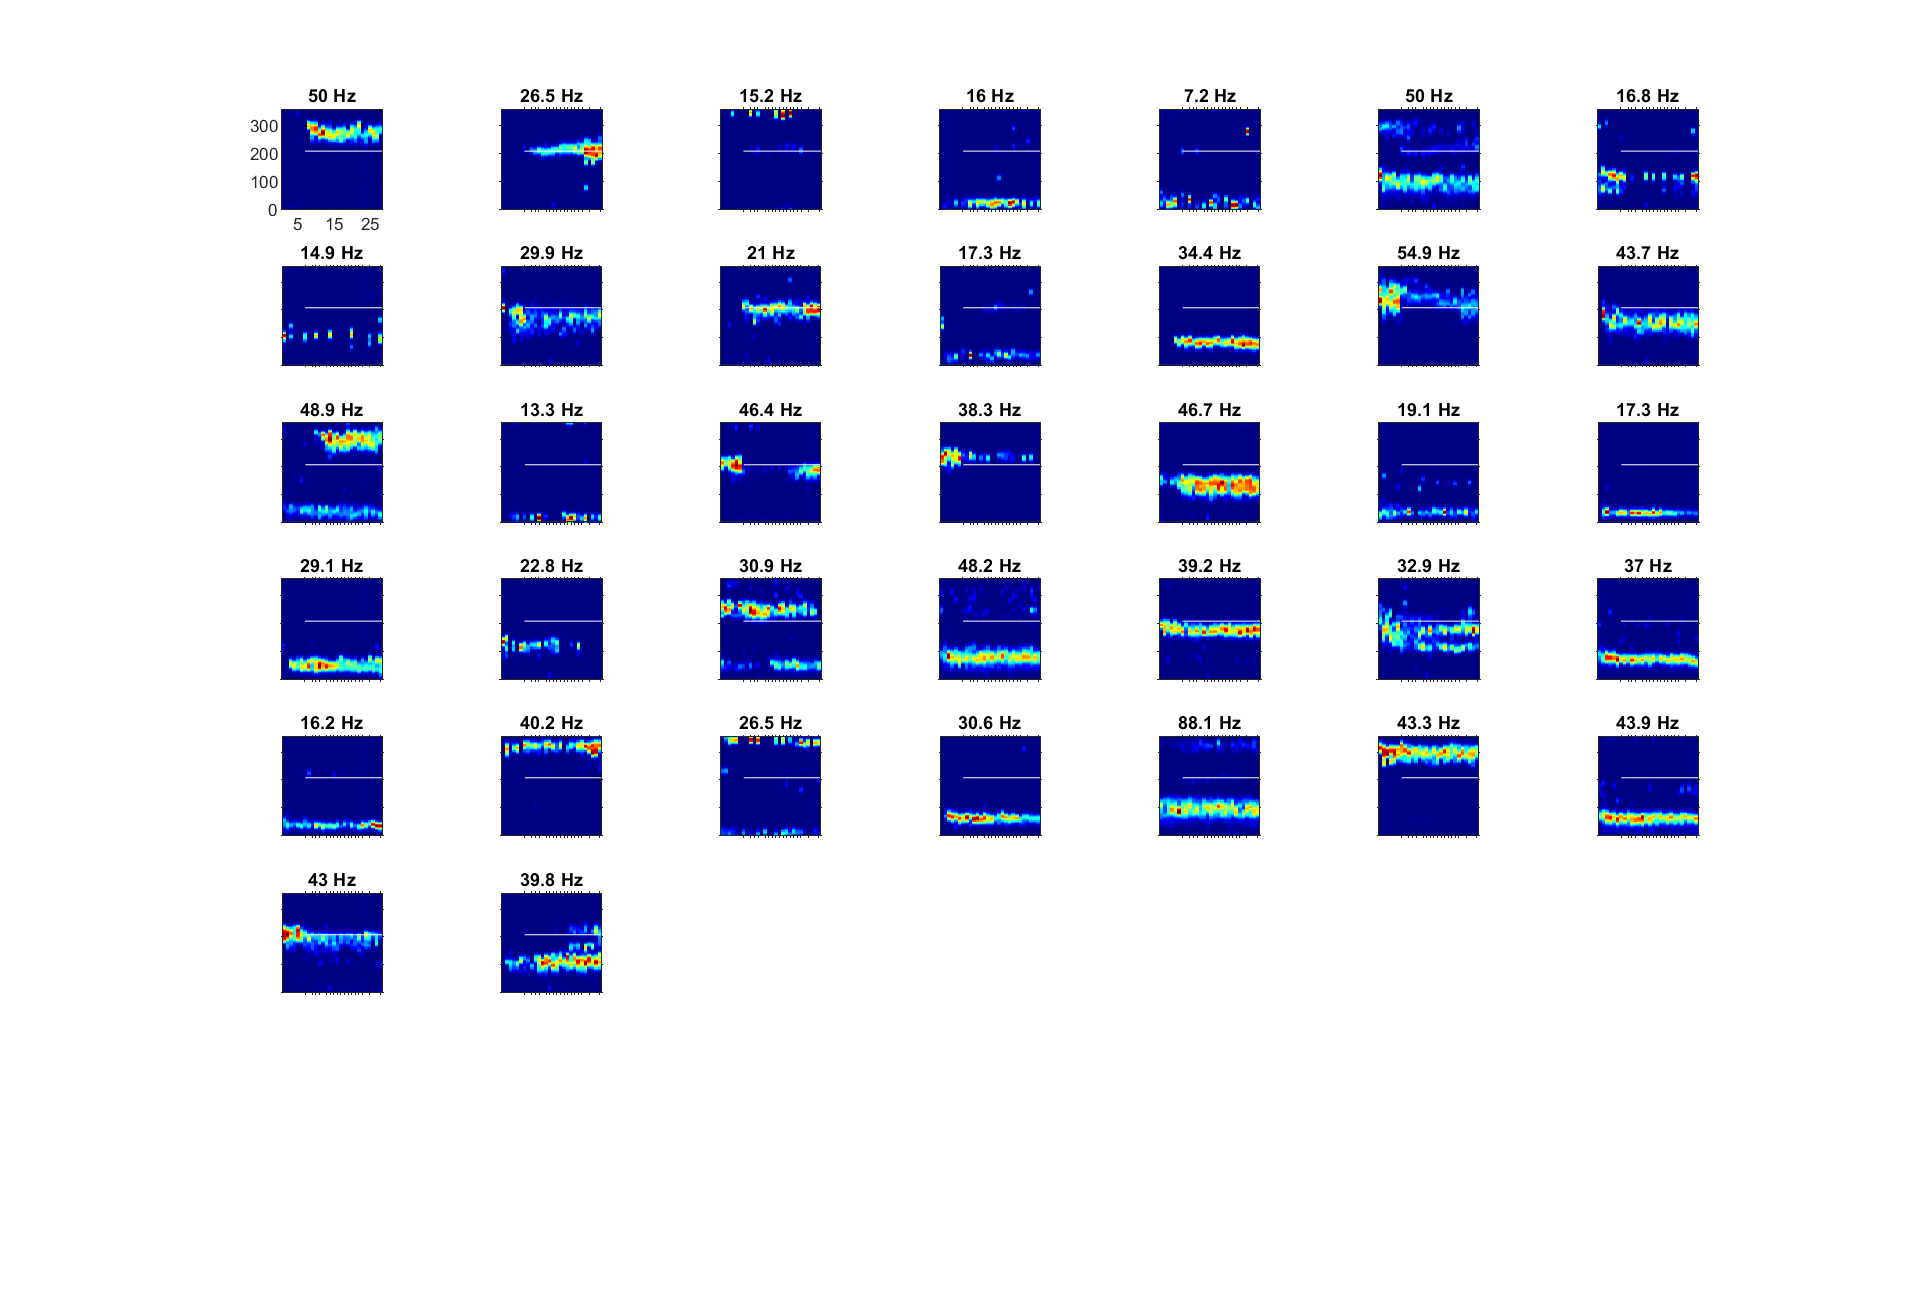 50 Hz 26.5 Hz 15.2 Hz 16 Hz 7.2 Hz 50 Hz 16.8 Hz
300
200
100
0
5 15 25
14.9 Hz 29.9 Hz 21 Hz 17.3 Hz 34.4 Hz 54.9 Hz 43.7 Hz
48.9 Hz 13.3 Hz 46.4 Hz 38.3 Hz 46.7 Hz 19.1 Hz 17.3 Hz
29.1 Hz 22.8 Hz 30.9 Hz 48.2 Hz 39.2 Hz 32.9 Hz 37 Hz
16.2 Hz 40.2 Hz 26.5 Hz 30.6 Hz 88.1 Hz 43.3 Hz 43.9 Hz
43 Hz 39.8 Hz